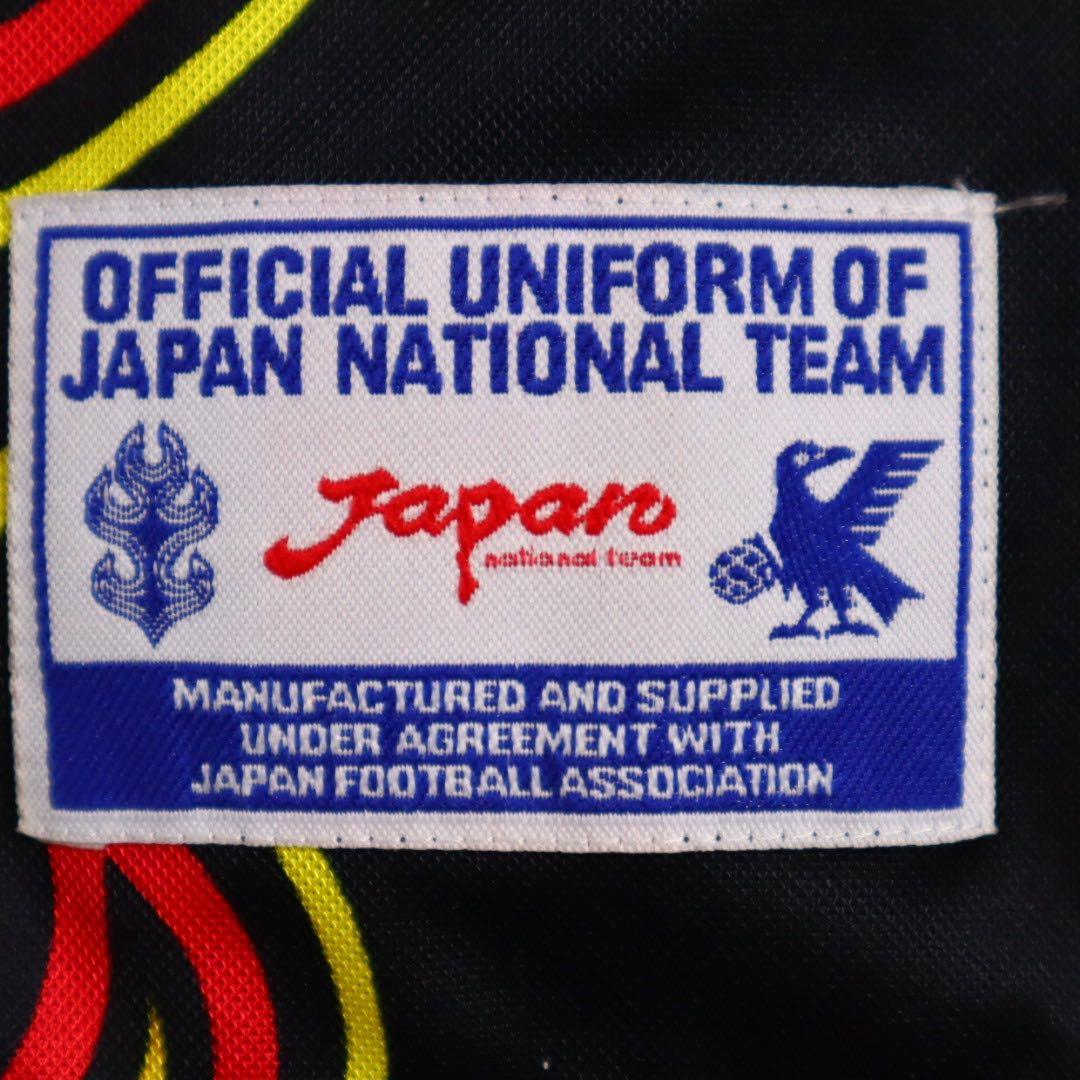 OFFICIAL UNIFORM OF
JAPAN NATIONAL TEAM
Japan
national team
MANUFACTURED AND SUPPLIED
UNDER AGREEMENT WITH
JAPAN FOOTBALL ASSOCIATION